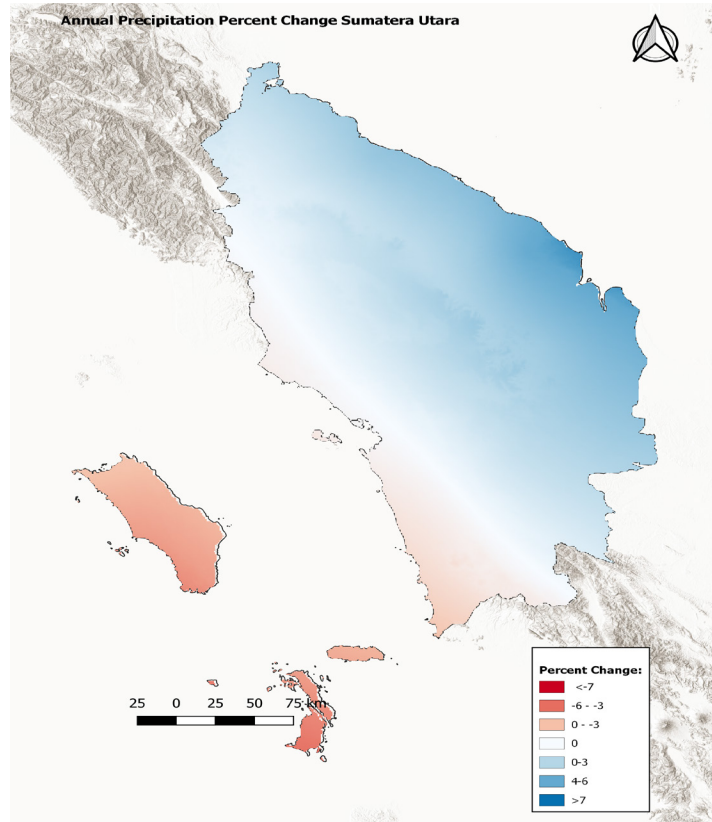 Annual Precipitation Percent Change Sumatera Utara
25 0 25 50 75 km
Percent Change:
<-7
-6 - -3
0 - -3
0
0-3
4-6
>7